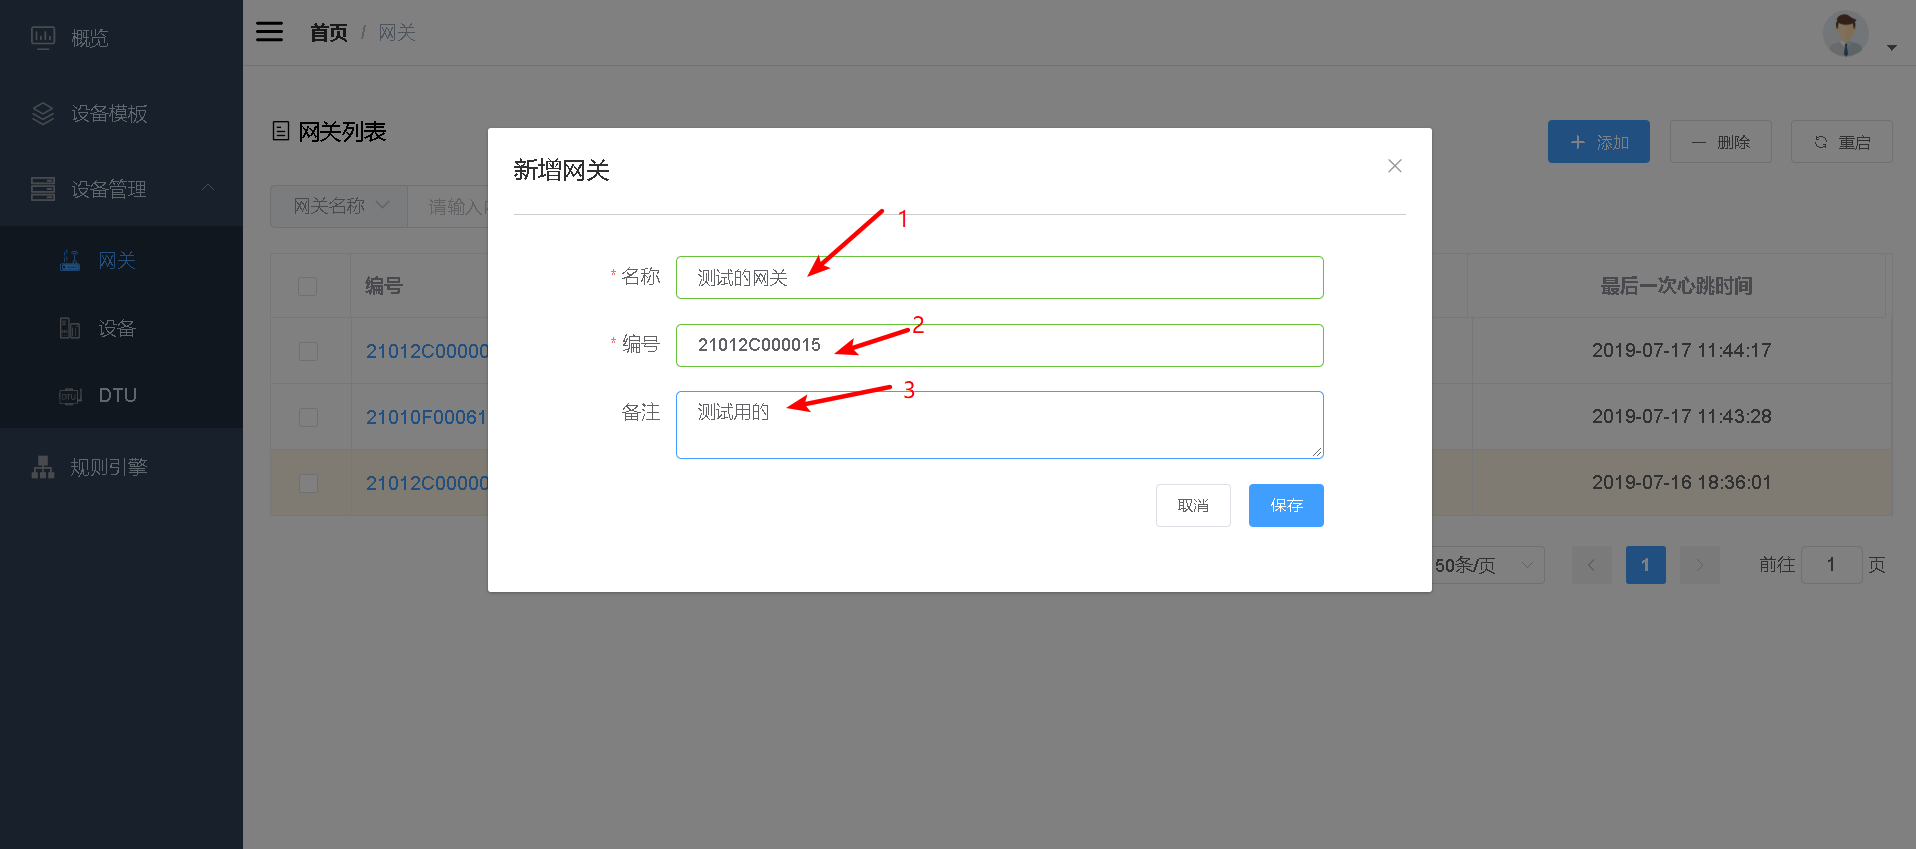 概览
设备模板
设备管理
网关
设备
DTU
规则引擎
首页 / 网关
网关列表
添加
删除
重启
网关名称
请输入
编号
最后一次心跳时间
21012C00000
2019-07-17 11:44:17
21010F00061
2019-07-17 11:43:28
21012C00000
2019-07-16 18:36:01
50条/页
1
前往 1 页
新增网关
1
* 名称 测试的网关
2
* 编号 21012C000015
3
备注 测试用的
取消
保存